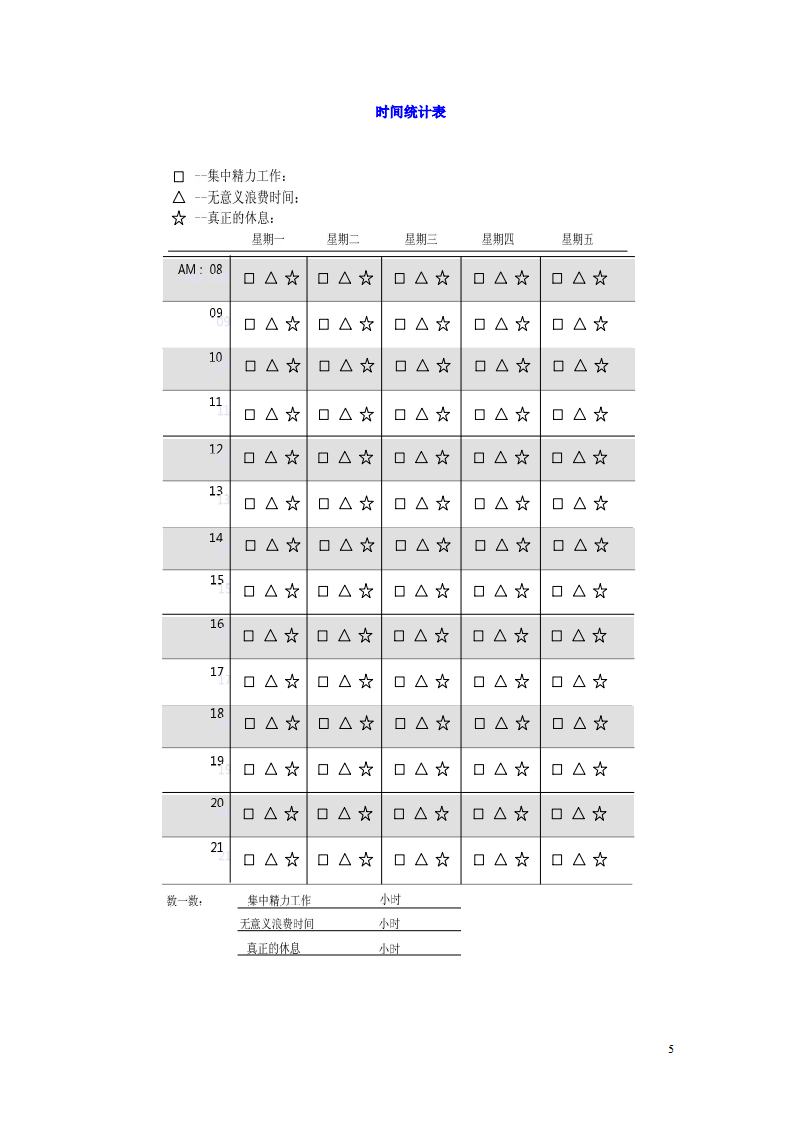 时间统计表
□ --集中精力工作：
△ --无意义浪费时间：
☆ --真正的休息：
星期一 星期二 星期三 星期四 星期五
AM： 08 □ △ ☆ □ △ ☆ □ △ ☆ □ △ ☆ □ △ ☆
09 □ △ ☆ □ △ ☆ □ △ ☆ □ △ ☆ □ △ ☆
10 □ △ ☆ □ △ ☆ □ △ ☆ □ △ ☆ □ △ ☆
11 □ △ ☆ □ △ ☆ □ △ ☆ □ △ ☆ □ △ ☆
12 □ △ ☆ □ △ ☆ □ △ ☆ □ △ ☆ □ △ ☆
13 □ △ ☆ □ △ ☆ □ △ ☆ □ △ ☆ □ △ ☆
14 □ △ ☆ □ △ ☆ □ △ ☆ □ △ ☆ □ △ ☆
15 □ △ ☆ □ △ ☆ □ △ ☆ □ △ ☆ □ △ ☆
16 □ △ ☆ □ △ ☆ □ △ ☆ □ △ ☆ □ △ ☆
17 □ △ ☆ □ △ ☆ □ △ ☆ □ △ ☆ □ △ ☆
18 □ △ ☆ □ △ ☆ □ △ ☆ □ △ ☆ □ △ ☆
19 □ △ ☆ □ △ ☆ □ △ ☆ □ △ ☆ □ △ ☆
20 □ △ ☆ □ △ ☆ □ △ ☆ □ △ ☆ □ △ ☆
21 □ △ ☆ □ △ ☆ □ △ ☆ □ △ ☆ □ △ ☆
数一数： 集中精力工作 小时
无意义浪费时间 小时
真正的休息 小时
5